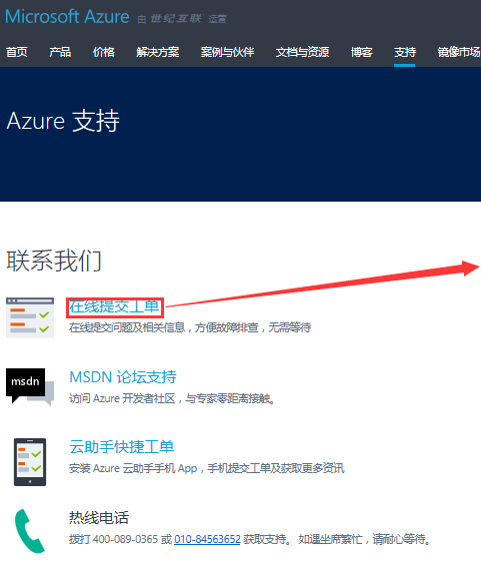 Microsoft Azure 由 世纪互联 运营
首页 产品 价格 解决方案 案例与伙伴 文档与资源 博客 支持 镜像市场
Azure 支持
联系我们
在线提交工单
在线提交问题及相关信息，方便故障排查，无需等待
msdn
MSDN 论坛支持
访问 Azure 开发者社区，与专家零距离接触。
云助手快捷工单
安装 Azure 云助手手机 App，手机提交工单及获取更多资讯
热线电话
拨打 400-089-0365 或 010-84563652 获取支持。 如遇坐席繁忙，请耐心等待。